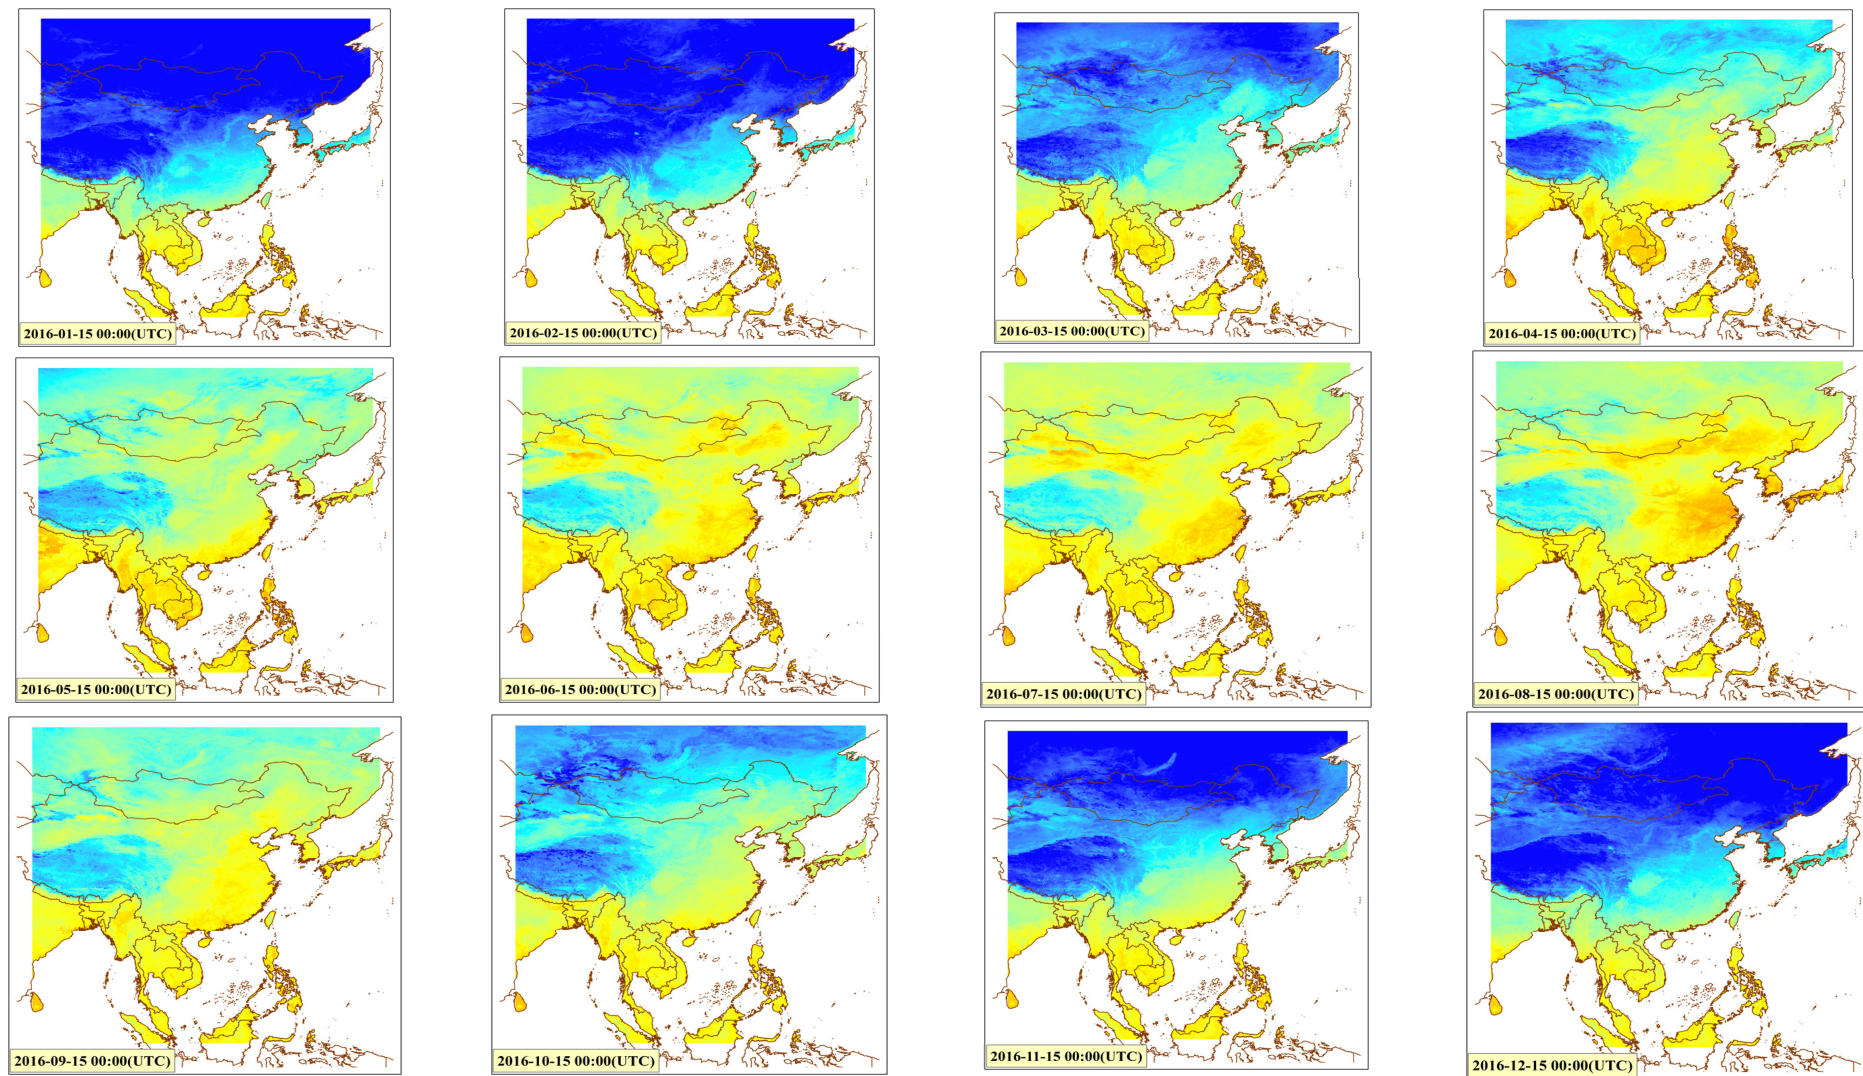 2016-01-15 00:00(UTC)
2016-02-15 00:00(UTC)
2016-03-15 00:00(UTC)
2016-04-15 00:00(UTC)
2016-05-15 00:00(UTC)
2016-06-15 00:00(UTC)
2016-07-15 00:00(UTC)
2016-08-15 00:00(UTC)
2016-09-15 00:00(UTC)
2016-10-15 00:00(UTC)
2016-11-15 00:00(UTC)
2016-12-15 00:00(UTC)